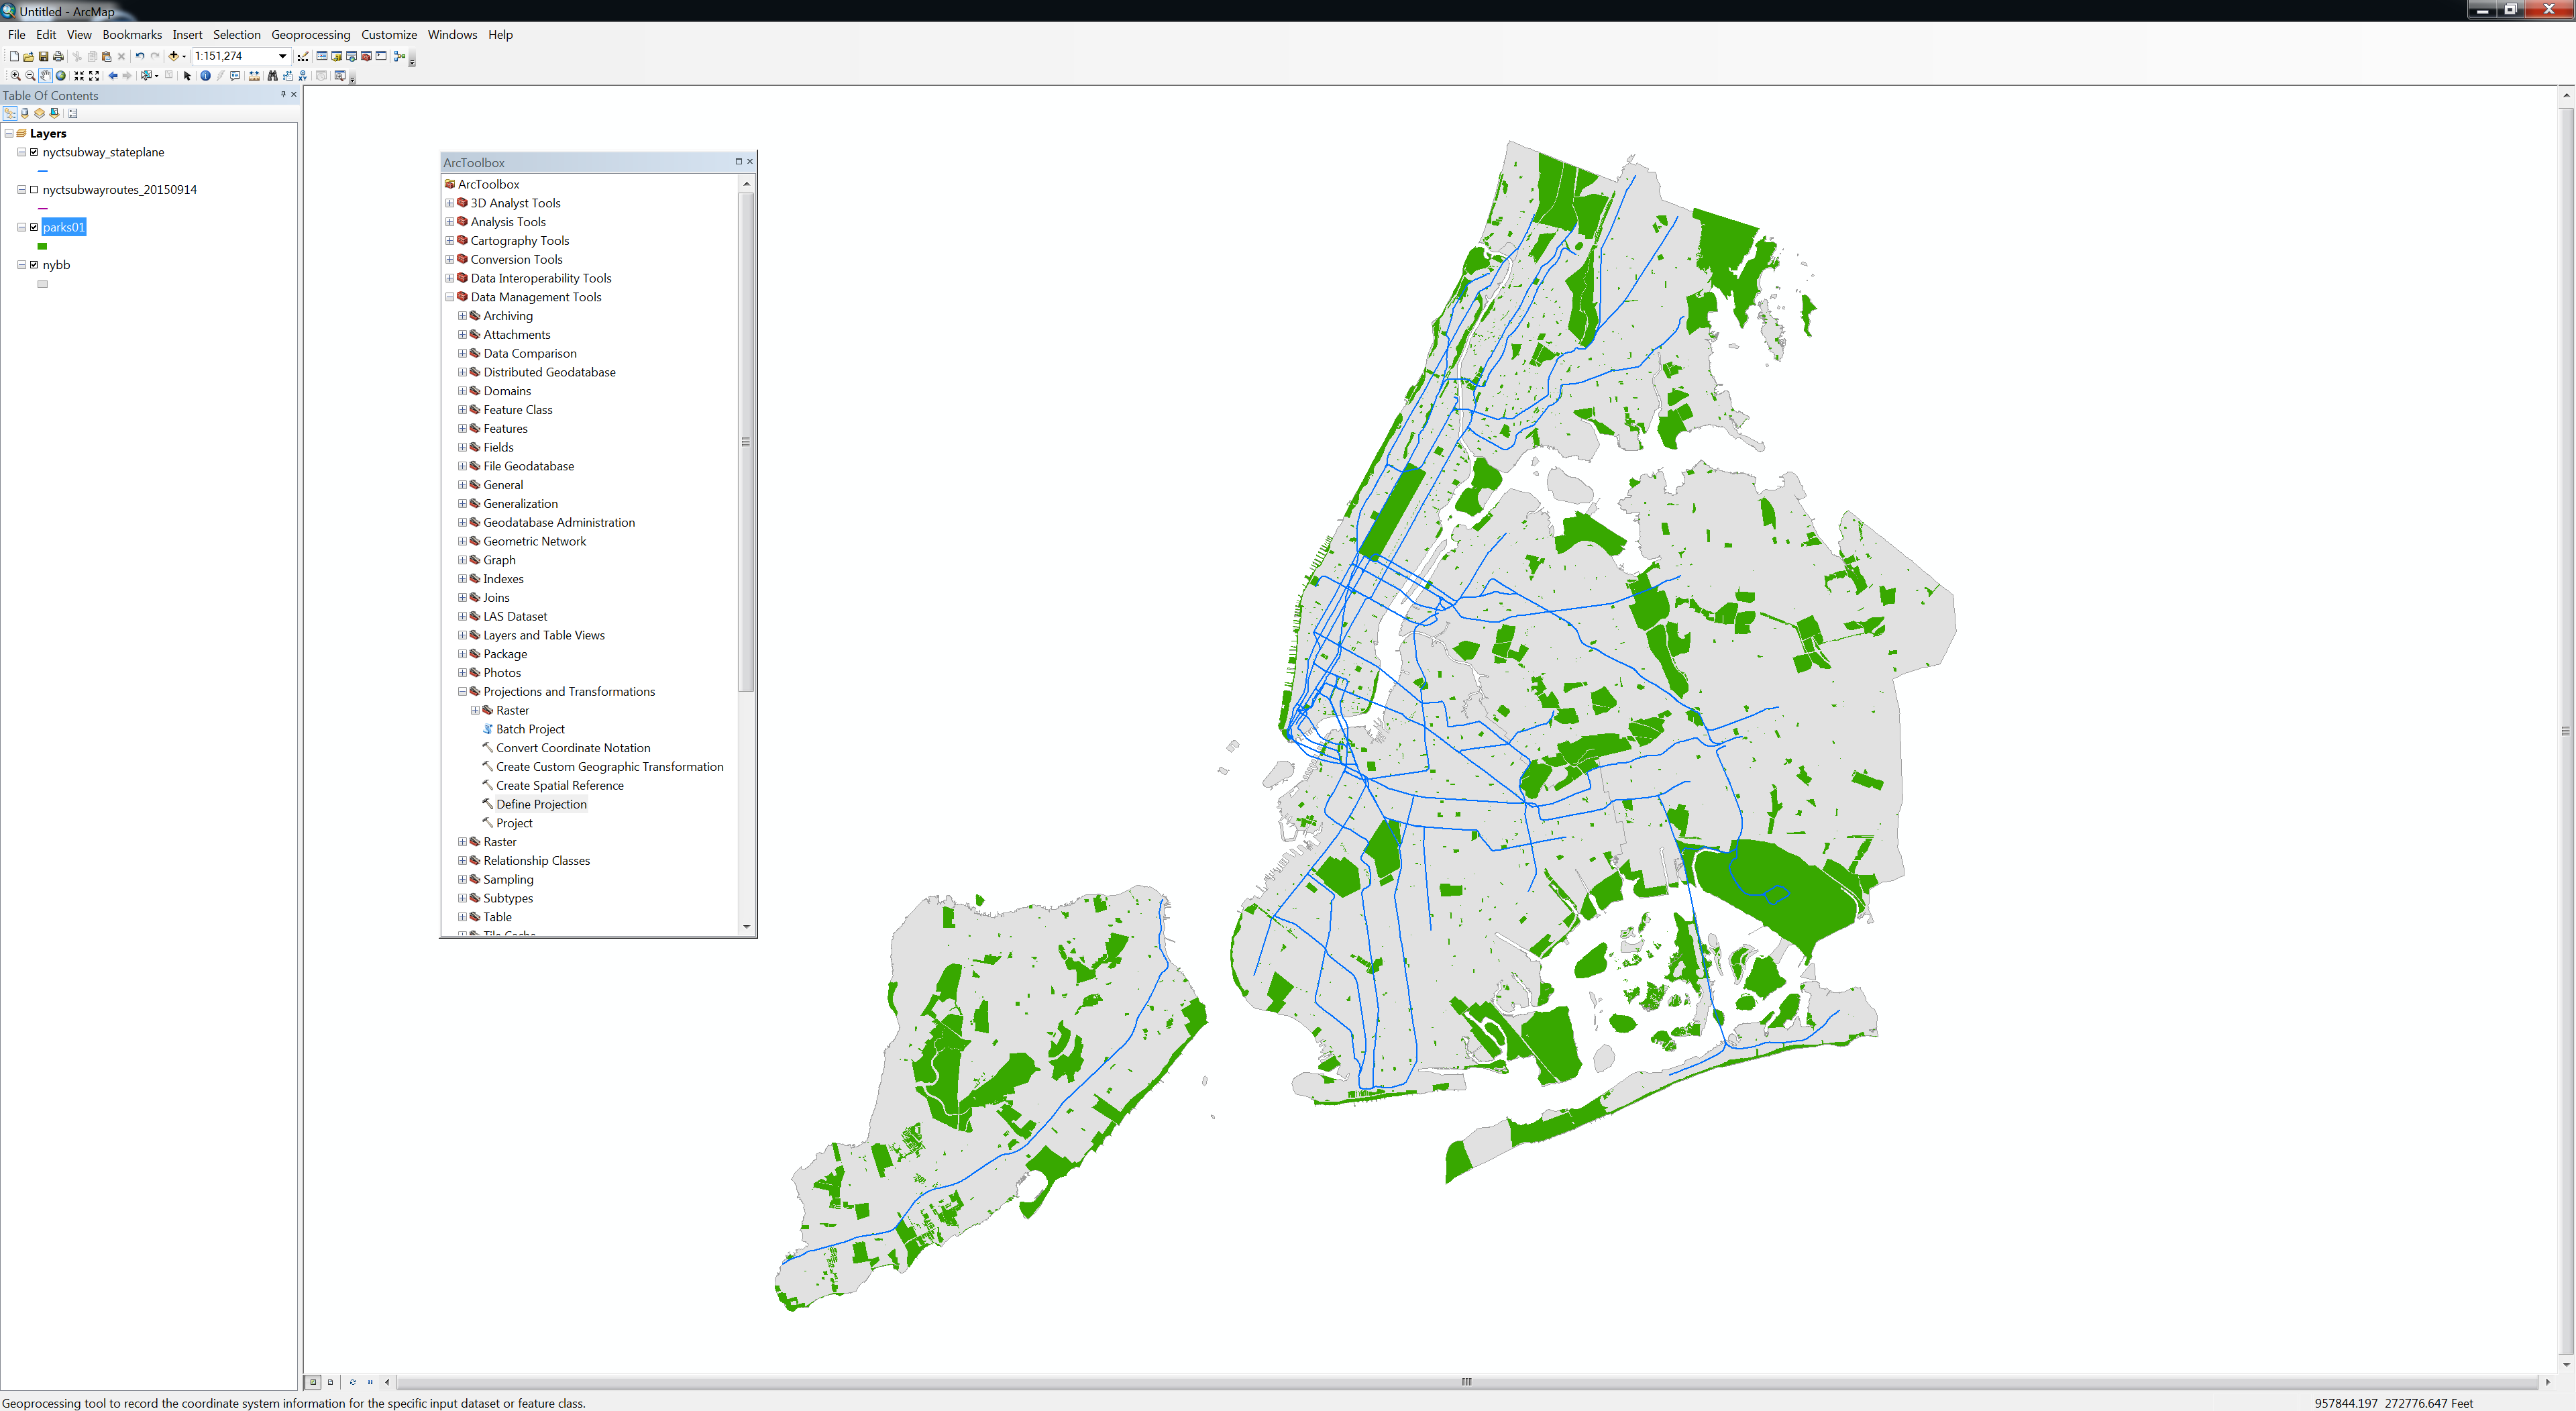 Untitled - ArcMap
File Edit View Bookmarks Insert Selection Geoprocessing Customize Windows Help
1:151,274
Table Of Contents
Layers
nyctsubway_stateplane
nyctsubwayroutes_20150914
parks01
nybb
ArcToolbox
ArcToolbox
3D Analyst Tools
Analysis Tools
Cartography Tools
Conversion Tools
Data Interoperability Tools
Data Management Tools
Archiving
Attachments
Data Comparison
Distributed Geodatabase
Domains
Feature Class
Features
Fields
File Geodatabase
General
Generalization
Geodatabase Administration
Geometric Network
Graph
Indexes
Joins
LAS Dataset
Layers and Table Views
Package
Photos
Projections and Transformations
Raster
Batch Project
Convert Coordinate Notation
Create Custom Geographic Transformation
Create Spatial Reference
Define Projection
Project
Raster
Relationship Classes
Sampling
Subtypes
Table
Tile Cache
Geoprocessing tool to record the coordinate system information for the specific input dataset or feature class.
957844.197 272776.647 Feet